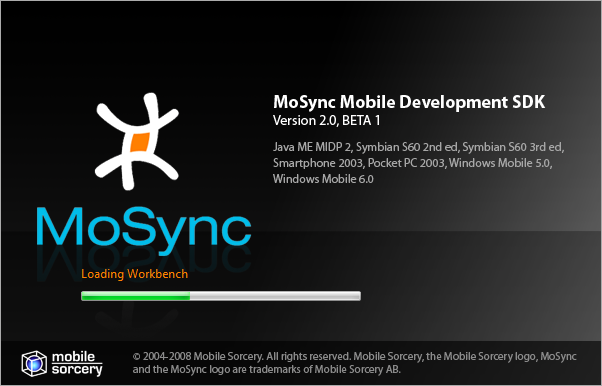 MoSync Mobile Development SDK
Version 2.0, BETA 1
Java ME MIDP 2, Symbian S60 2nd ed, Symbian S60 3rd ed,
Smartphone 2003, Pocket PC 2003, Windows Mobile 5.0,
Windows Mobile 6.0
MoSync
Loading Workbench
mobile
sorcery
© 2004-2008 Mobile Sorcery. All rights reserved. Mobile Sorcery, the Mobile Sorcery logo, MoSync
and the MoSync logo are trademarks of Mobile Sorcery AB.